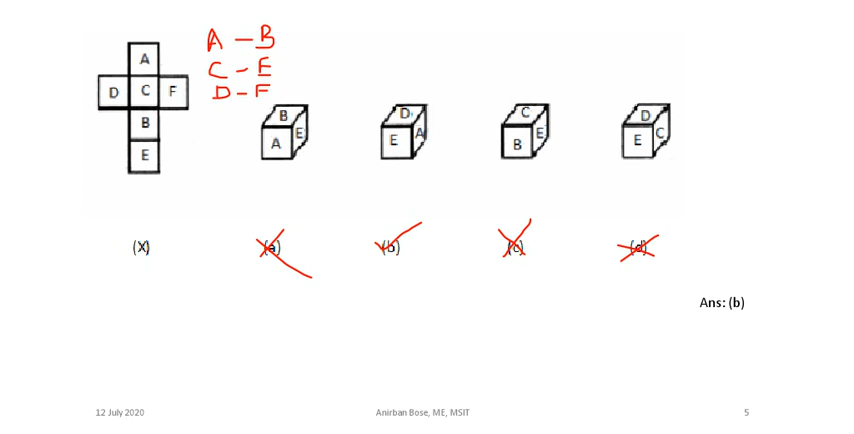 A – B
C – E
D – F
A
D C F
B
E
B
A E
D
E A
C
B E
D
E C
(X) (a) (b) (c) (d)
Ans: (b)
12 July 2020 Anirban Bose, ME, MSIT 5